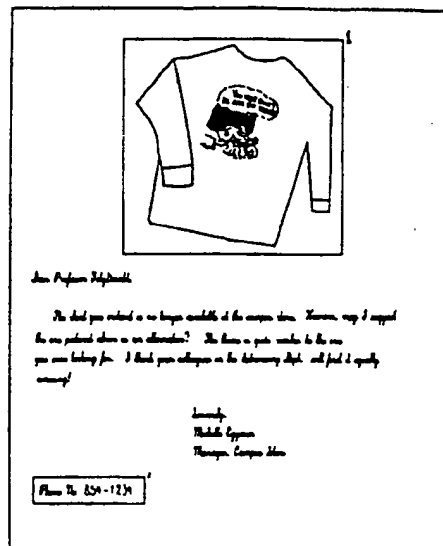 1
Dear Professor
The shirt you ordered is no longer available at the campus store. However, may I suggest
the one pictured above as an alternative? The theme is quite similar to the one
you were looking for. I think your colleagues in the Astronomy Dept. will find it equally
amusing!
Sincerely,
Michelle
Manager, Campus Store
Phone No. 854-1234